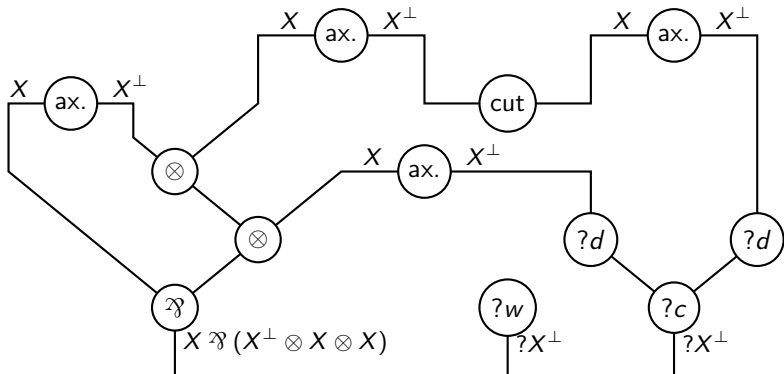 X ax. X⊥ X ax. X⊥
X ax. X⊥ cut
⊗ X ax. X⊥
⊗ ?d ?d
⅋ ?w ?c
X ⅋ (X⊥ ⊗ X ⊗ X) ?X⊥ ?X⊥